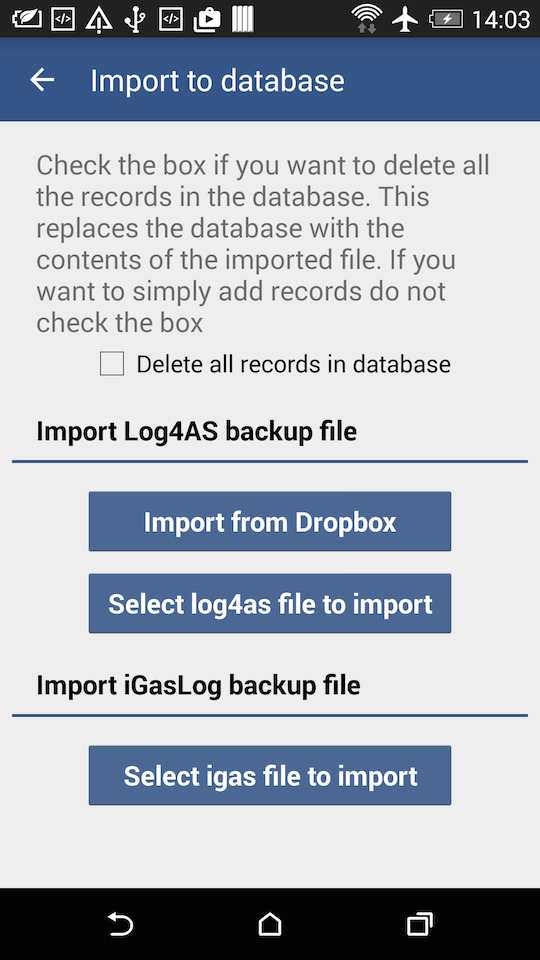 14:03
Import to database
Check the box if you want to delete all
the records in the database. This
replaces the database with the
contents of the imported file. If you
want to simply add records do not
check the box
Delete all records in database
Import Log4AS backup file
Import from Dropbox
Select log4as file to import
Import iGasLog backup file
Select igas file to import